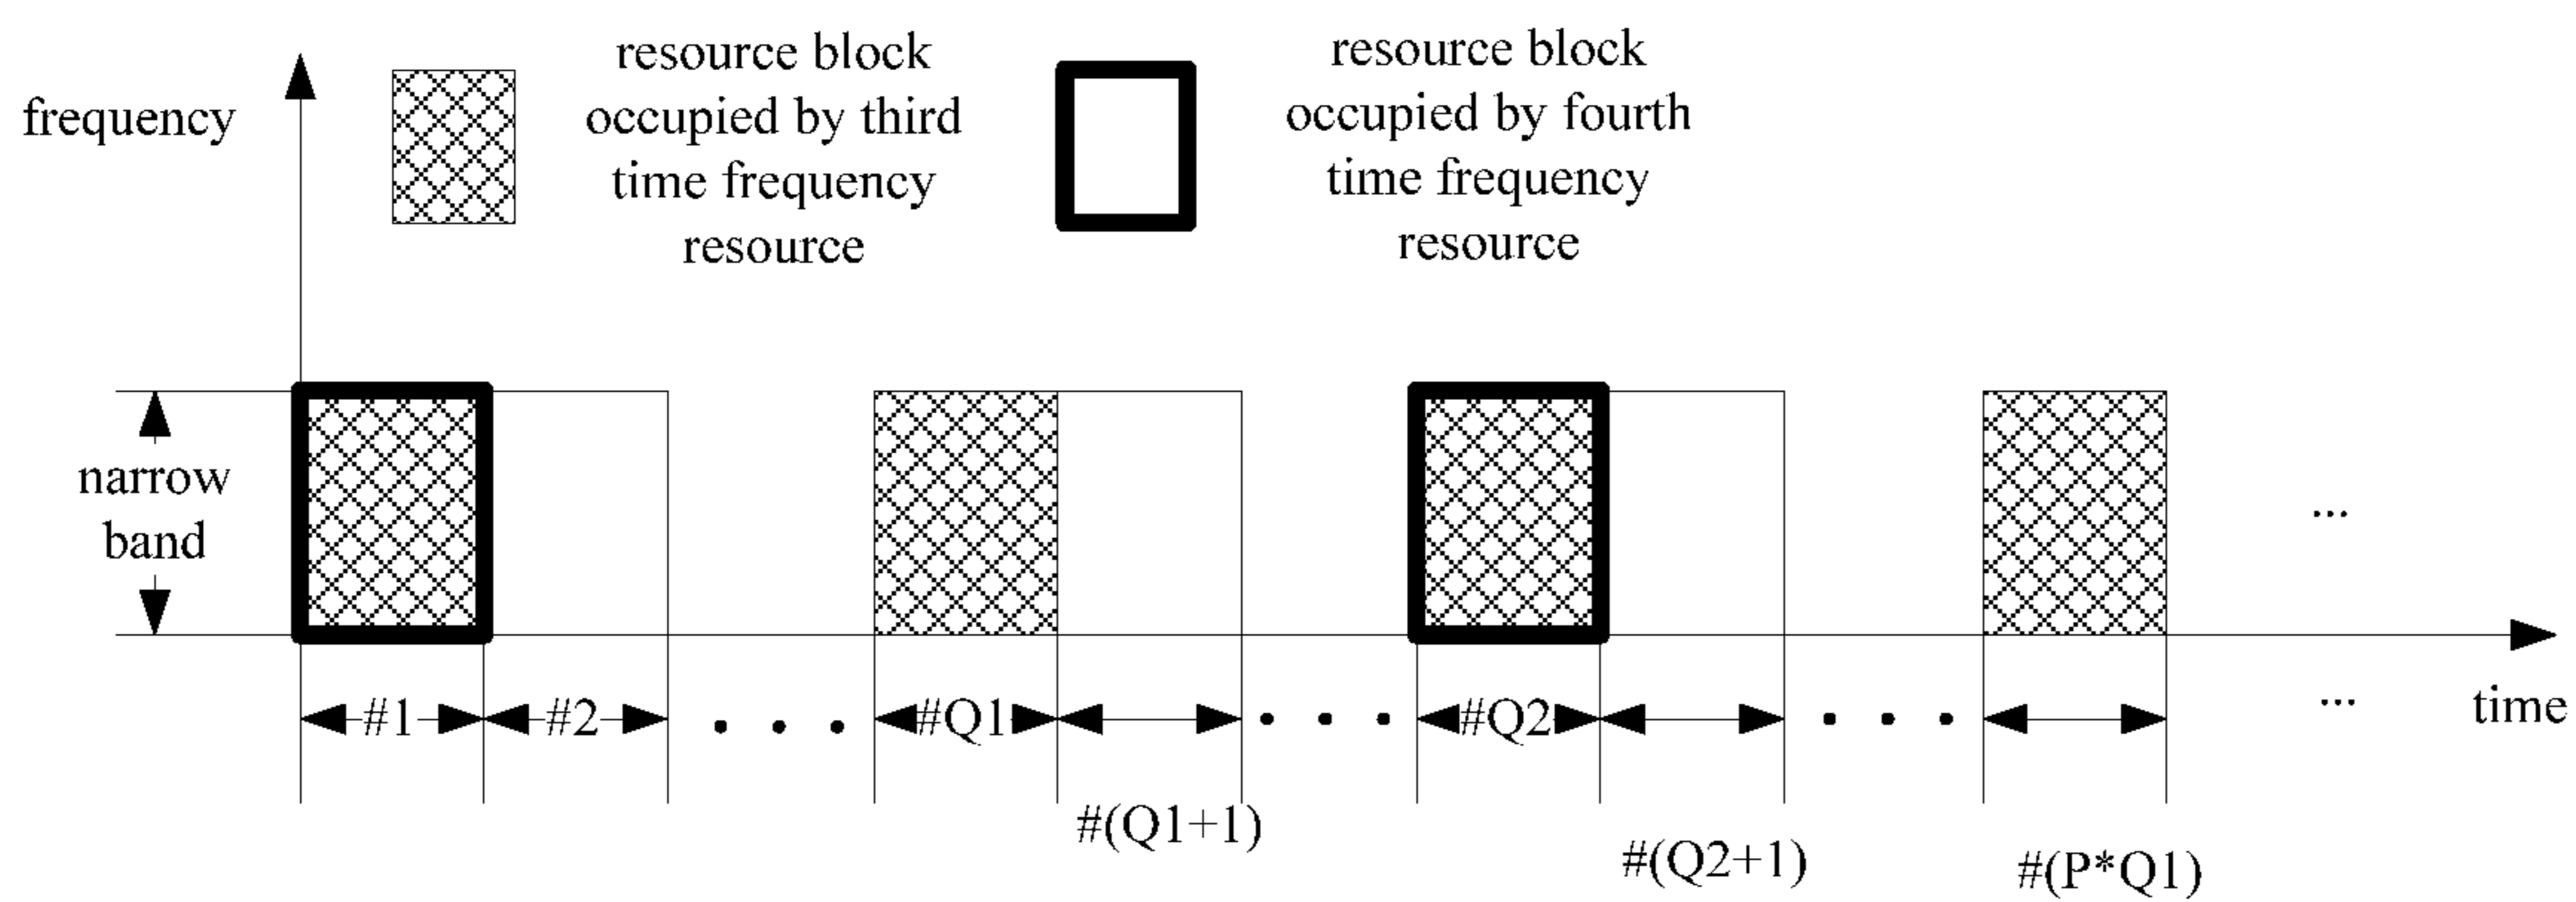 frequency
resource block
occupied by third
time frequency
resource
resource block
occupied by fourth
time frequency
resource
narrow
band
...
#1
#2
. . .
#Q1
. . .
#Q2
. . .
...
time
#(Q1+1)
#(Q2+1)
#(P*Q1)